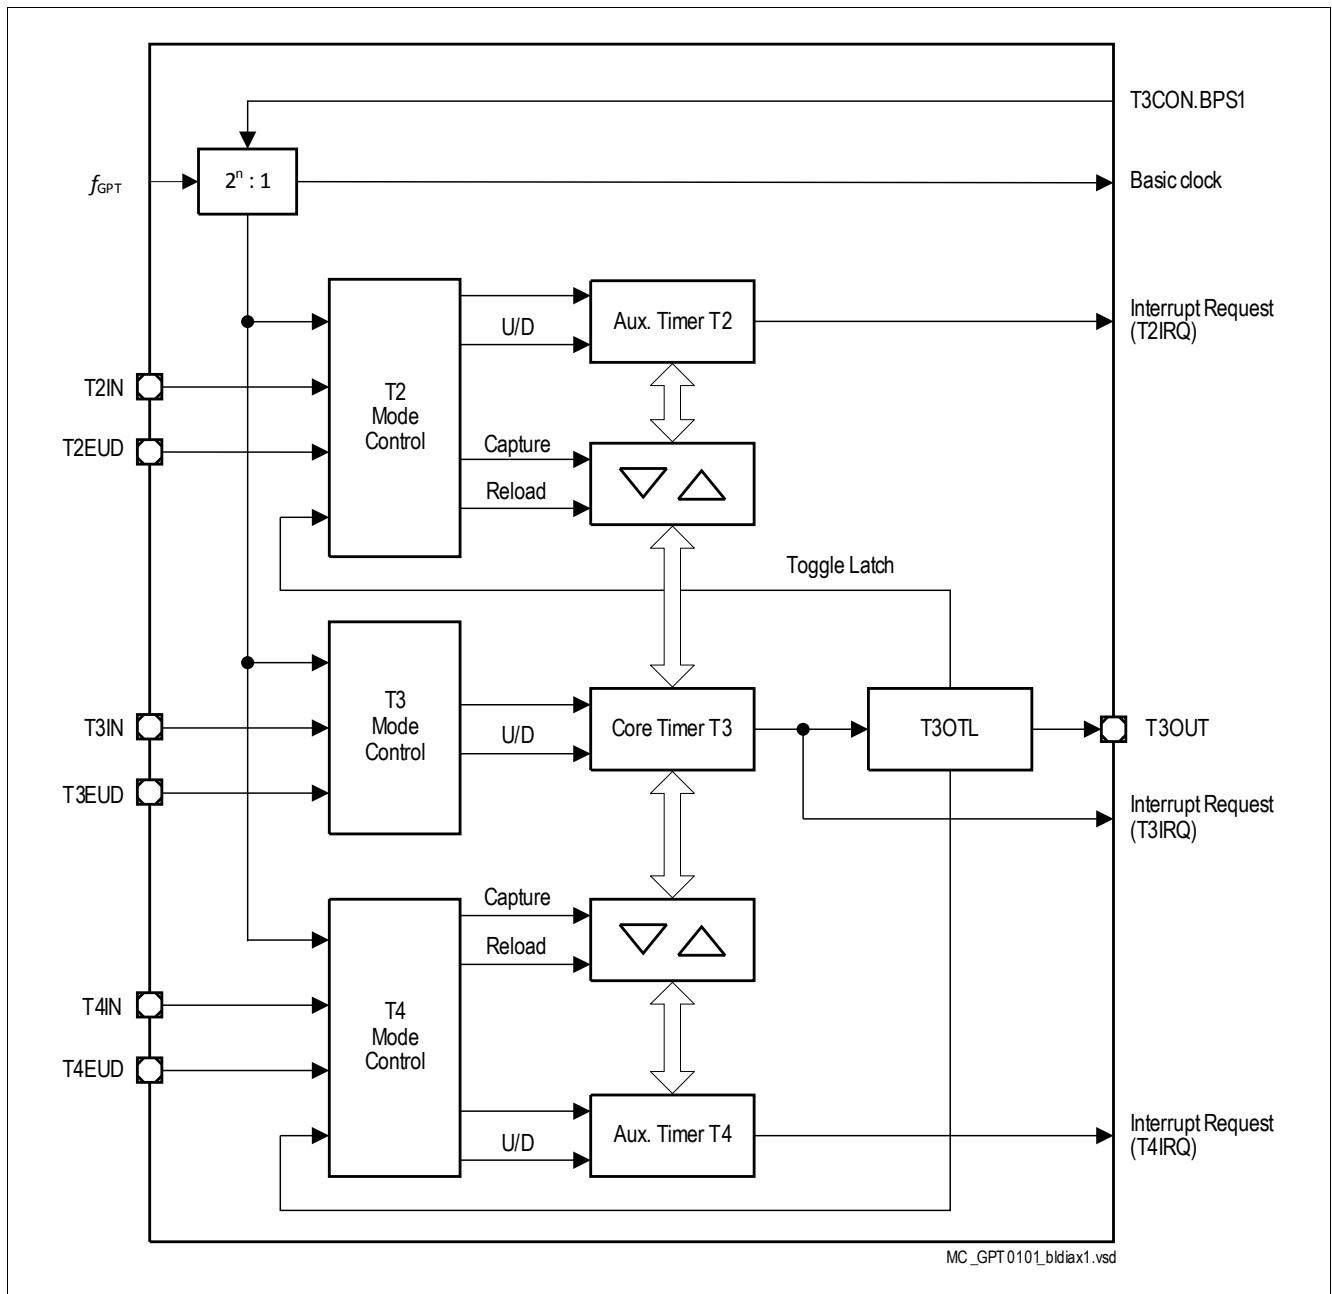 T3CON.BPS1
fGPT
2ⁿ : 1
Basic clock
Aux. Timer T2
U/D
Interrupt Request
(T2IRQ)
T2IN
T2
Mode
Control
T2EUD
Capture
Reload
Toggle Latch
T3
Mode
Control
T3IN
U/D
Core Timer T3
T3OTL
T3OUT
T3EUD
Interrupt Request
(T3IRQ)
Capture
Reload
T4IN
T4
Mode
Control
T4EUD
U/D
Aux. Timer T4
Interrupt Request
(T4IRQ)
MC_GPT0101_bldiax1.vsd